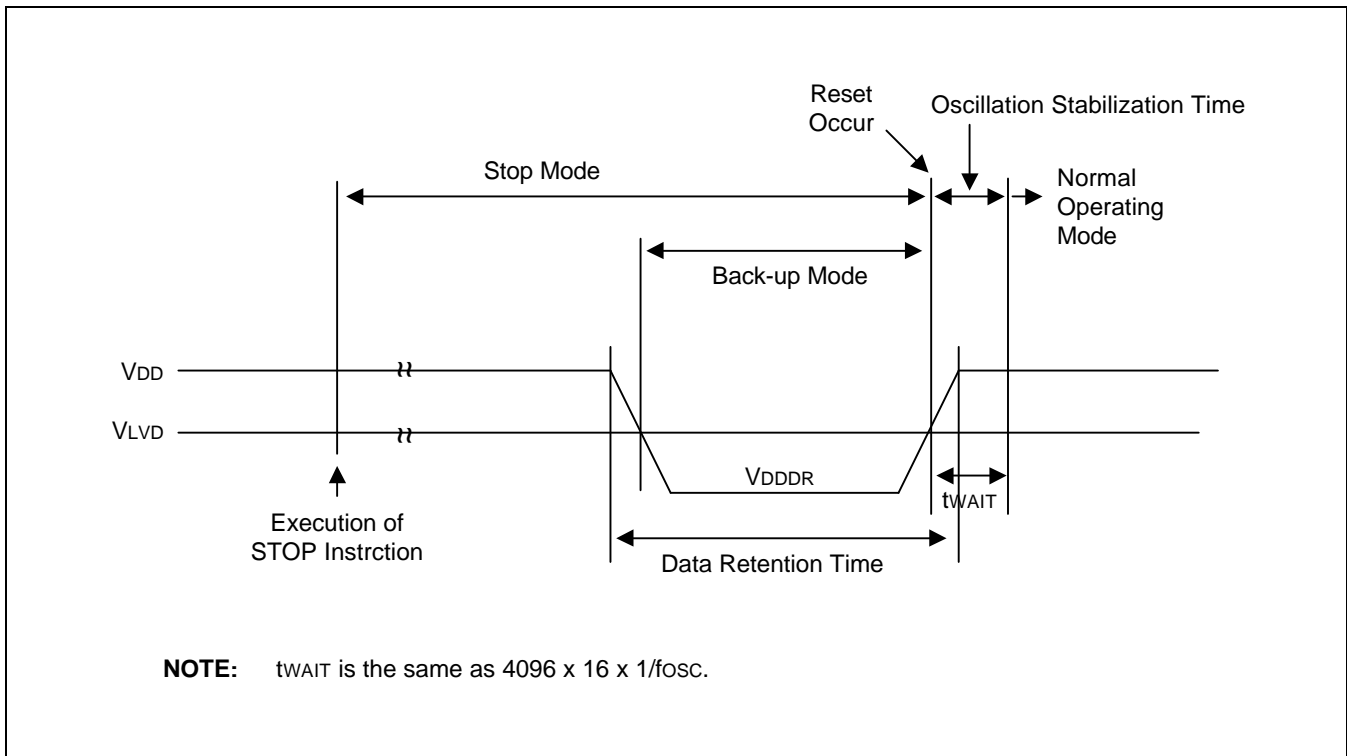 Reset
Occur
Oscillation Stabilization Time
Stop Mode
Normal
Operating
Mode
Back-up Mode
VDD
VLVD
VDDDR
tWAIT
Execution of
STOP Instrction
Data Retention Time
NOTE: tWAIT is the same as 4096 x 16 x 1/fOSC.